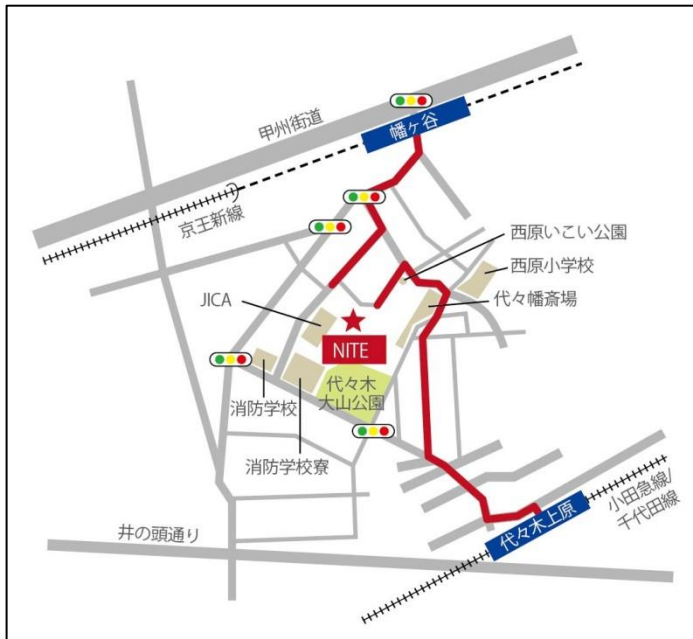 甲州街道
幡ヶ谷
京王新線
西原いこい公園
西原小学校
JICA
代々幡斎場
NITE
代々木
大山公園
消防学校
消防学校寮
小田急線/
千代田線
代々木上原
井の頭通り